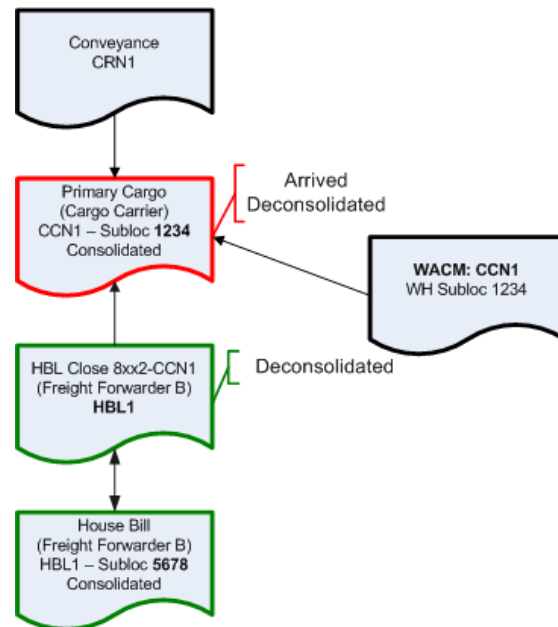 Conveyance
CRN1
Primary Cargo
(Cargo Carrier)
CCN1 – Subloc 1234
Consolidated
Arrived
Deconsolidated
WACM: CCN1
WH Subloc 1234
HBL Close 8xx2-CCN1
(Freight Forwarder B)
HBL1
Deconsolidated
House Bill
(Freight Forwarder B)
HBL1 – Subloc 5678
Consolidated